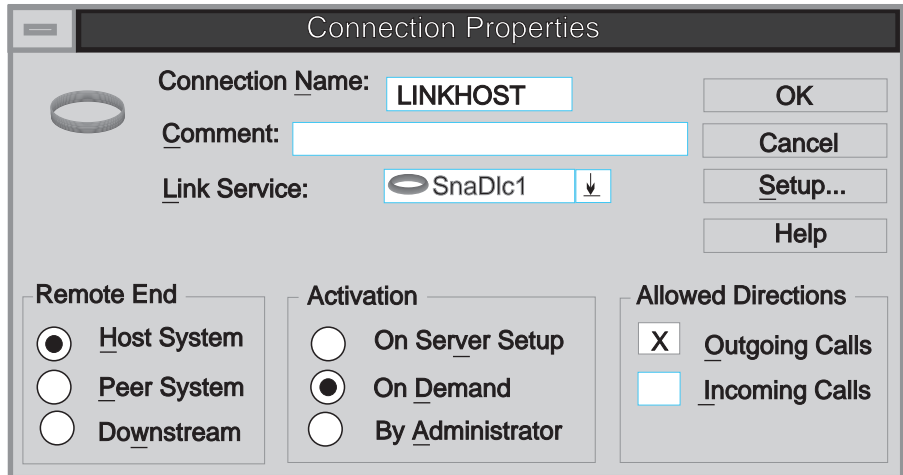 Connection Properties
Connection Name: LINKHOST
OK
Comment:
Cancel
Link Service: SnaDlc1
Setup...
Help
Remote End
Host System
Peer System
Downstream
Activation
On Server Setup
On Demand
By Administrator
Allowed Directions
X Outgoing Calls
Incoming Calls